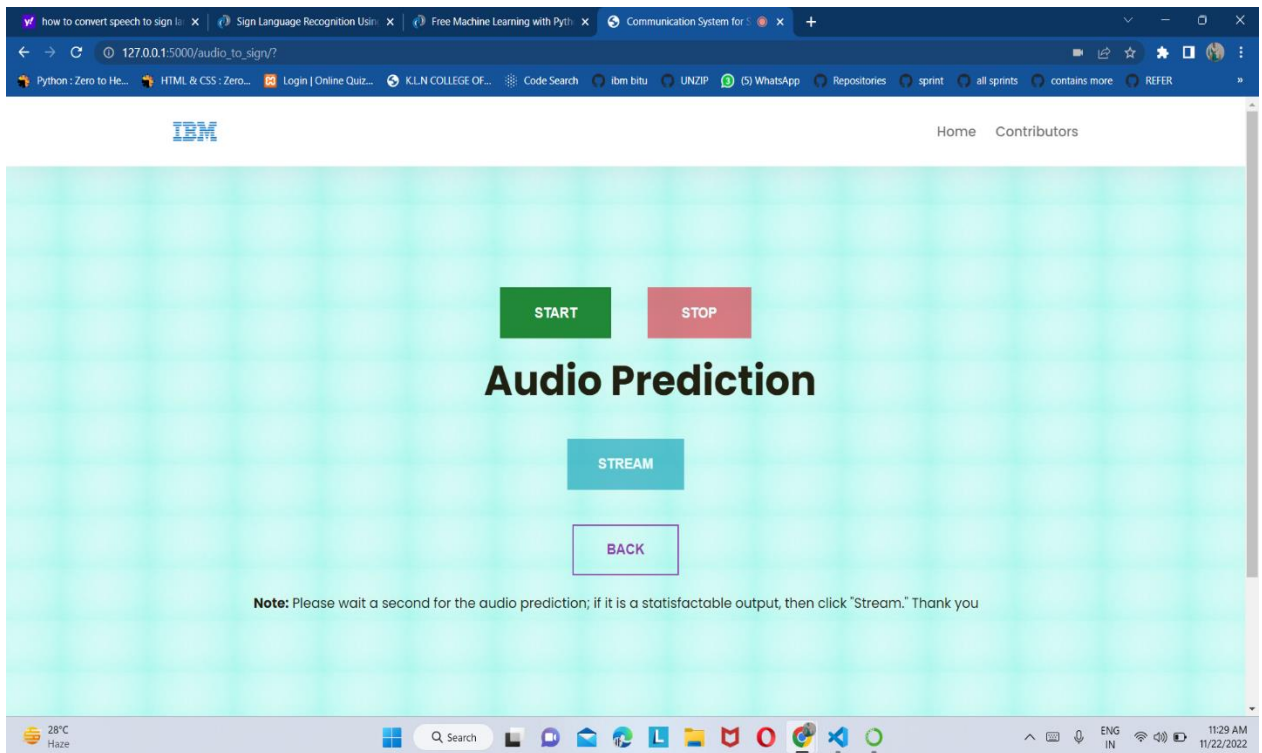 how to convert speech to sign la
Sign Language Recognition Usin
Free Machine Learning with Pyth
Communication System for S
127.0.0.1:5000/audio_to_sign/?
Python : Zero to He... HTML & CSS : Zero... Login | Online Quiz... K.L.N COLLEGE OF... Code Search ibm bitu UNZIP (5) WhatsApp Repositories sprint all sprints contains more REFER »
IBM Home Contributors
START STOP
Audio Prediction
STREAM
BACK
Note: Please wait a second for the audio prediction; if it is a statisfactable output, then click "Stream." Thank you
28°C
Haze
Search
ENG
IN
11:29 AM
11/22/2022